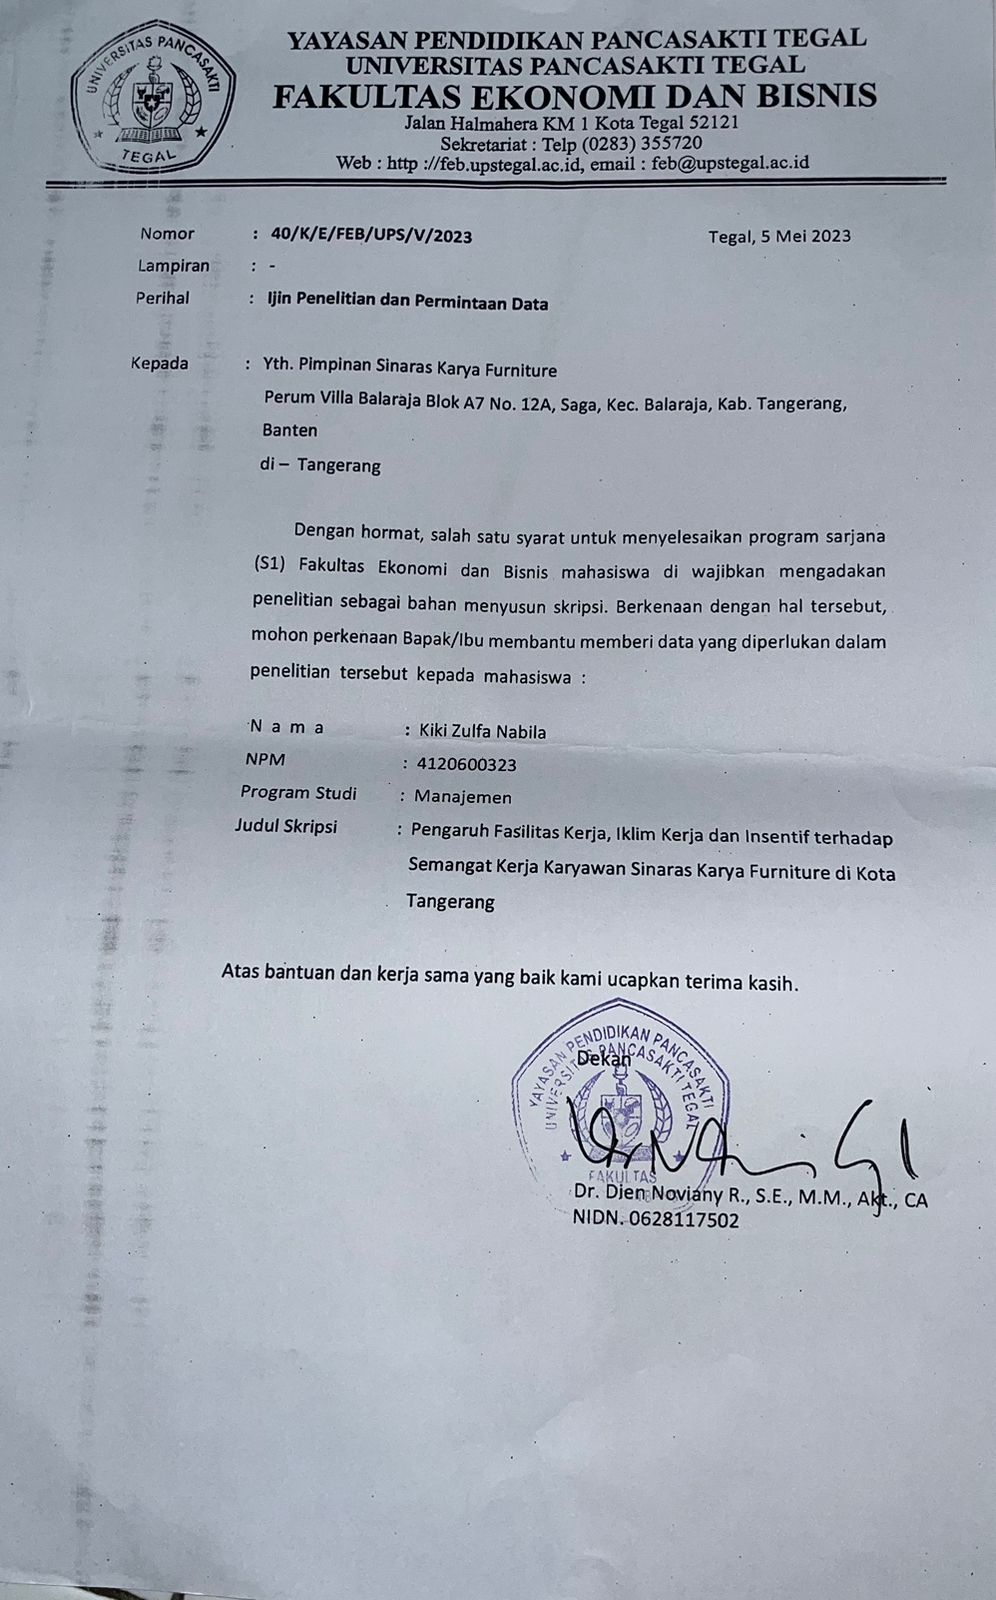 UNIVERSITAS PANCASAKTI
TEGAL
YAYASAN PENDIDIKAN PANCASAKTI TEGAL
UNIVERSITAS PANCASAKTI TEGAL
FAKULTAS EKONOMI DAN BISNIS
Jalan Halmahera KM 1 Kota Tegal 52121
Sekretariat : Telp (0283) 355720
Web : http ://feb.upstegal.ac.id, email : feb@upstegal.ac.id
Nomor : 40/K/E/FEB/UPS/V/2023 Tegal, 5 Mei 2023
Lampiran : -
Perihal : Ijin Penelitian dan Permintaan Data
Kepada : Yth. Pimpinan Sinaras Karya Furniture
Perum Villa Balaraja Blok A7 No. 12A, Saga, Kec. Balaraja, Kab. Tangerang,
Banten
di – Tangerang
Dengan hormat, salah satu syarat untuk menyelesaikan program sarjana
(S1) Fakultas Ekonomi dan Bisnis mahasiswa di wajibkan mengadakan
penelitian sebagai bahan menyusun skripsi. Berkenaan dengan hal tersebut,
mohon perkenaan Bapak/Ibu membantu memberi data yang diperlukan dalam
penelitian tersebut kepada mahasiswa :
N a m a : Kiki Zulfa Nabila
NPM : 4120600323
Program Studi : Manajemen
Judul Skripsi : Pengaruh Fasilitas Kerja, Iklim Kerja dan Insentif terhadap
Semangat Kerja Karyawan Sinaras Karya Furniture di Kota
Tangerang
Atas bantuan dan kerja sama yang baik kami ucapkan terima kasih.
YAYASAN PENDIDIKAN PANCASAKTI
UNIVERSITAS PANCASAKTI TEGAL
Dekan
FAKULTAS
Dr. Dien Noviany R., S.E., M.M., Akt., CA
NIDN. 0628117502